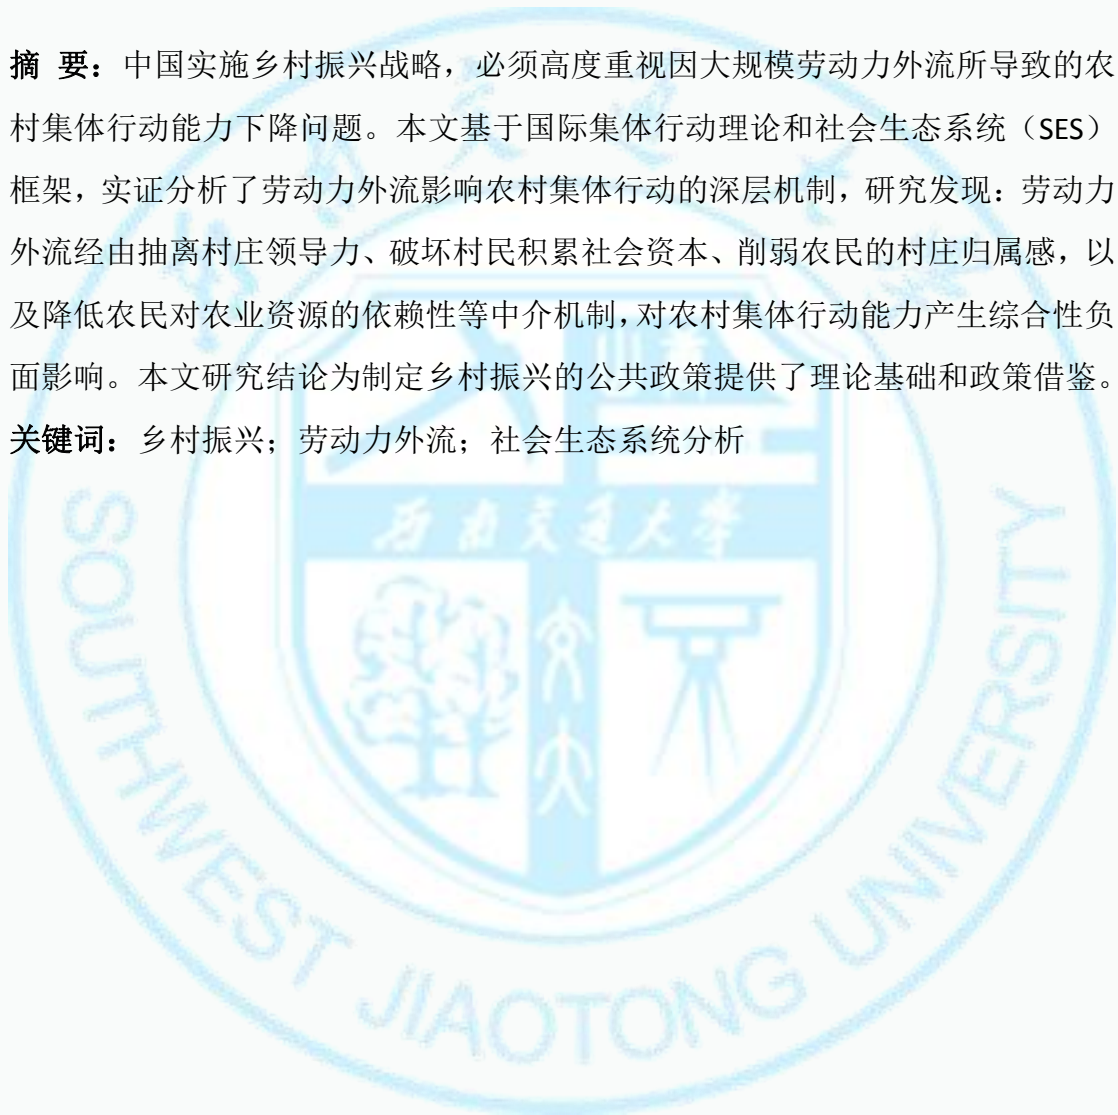 摘 要：中国实施乡村振兴战略，必须高度重视因大规模劳动力外流所导致的农
村集体行动能力下降问题。本文基于国际集体行动理论和社会生态系统（SES）
框架，实证分析了劳动力外流影响农村集体行动的深层机制，研究发现：劳动力
外流经由抽离村庄领导力、破坏村民积累社会资本、削弱农民的村庄归属感，以
及降低农民对农业资源的依赖性等中介机制，对农村集体行动能力产生综合性负
面影响。本文研究结论为制定乡村振兴的公共政策提供了理论基础和政策借鉴。
关键词：乡村振兴；劳动力外流；社会生态系统分析
西南交通大学
SOUTHWEST JIAOTONG UNIVERSITY